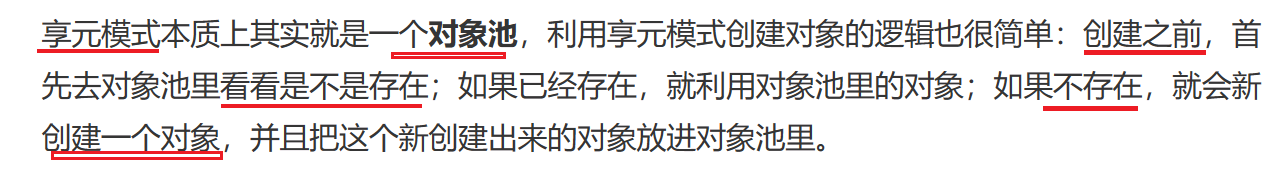 享元模式本质上其实就是一个对象池，利用享元模式创建对象的逻辑也很简单：创建之前，首
先去对象池里看看是不是存在；如果已经存在，就利用对象池里的对象；如果不存在，就会新
创建一个对象，并且把这个新创建出来的对象放进对象池里。